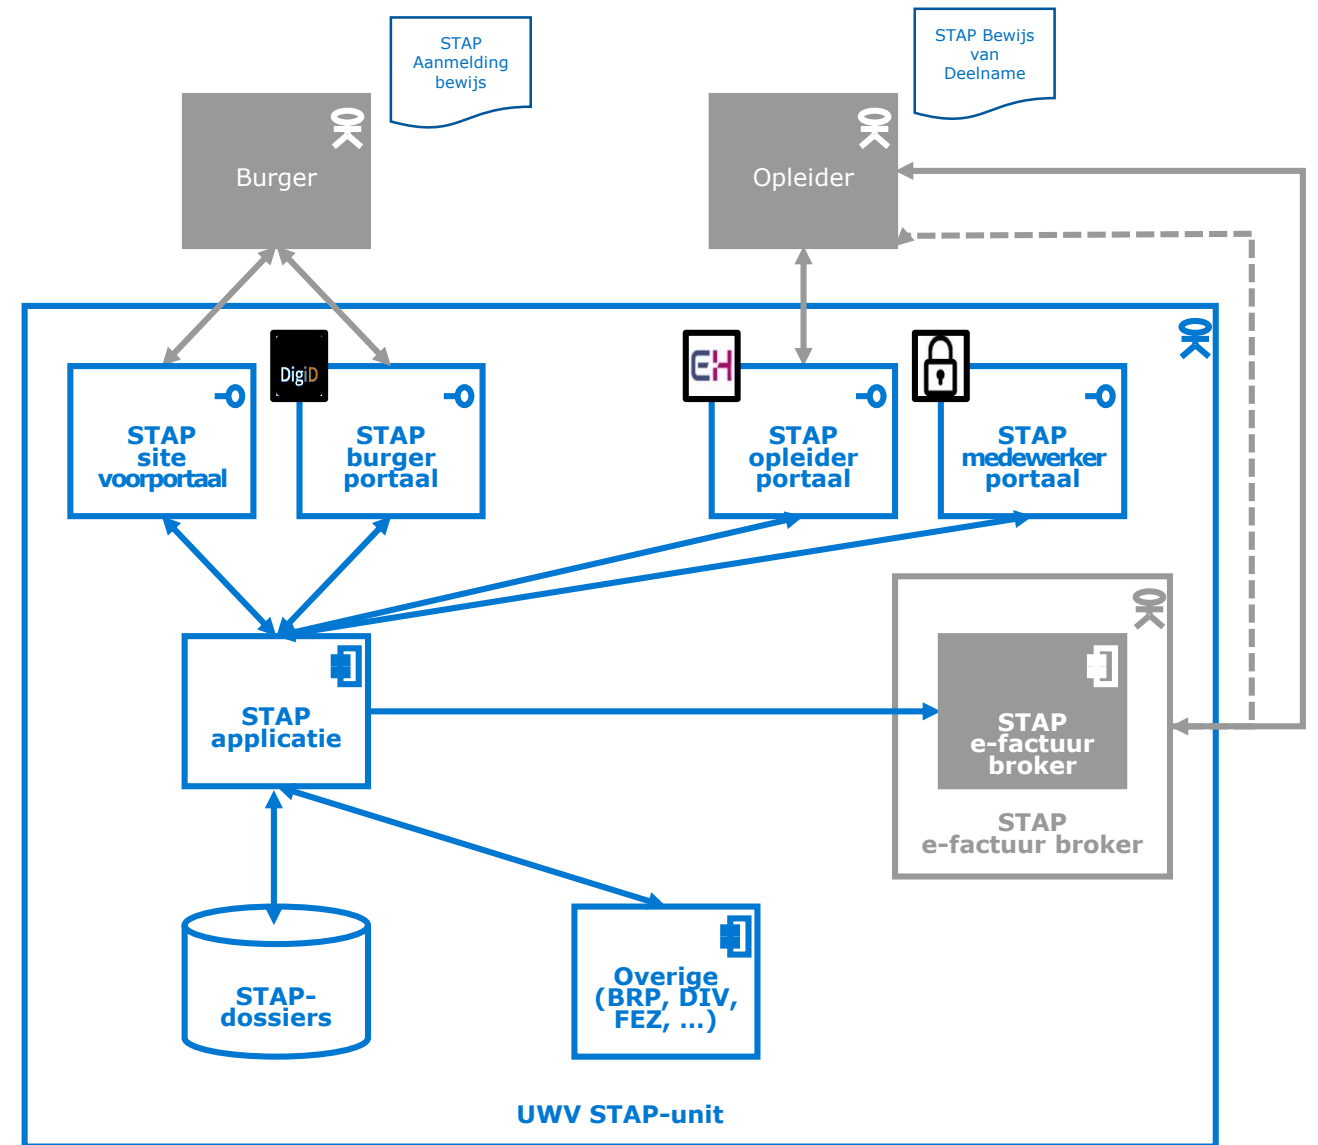 STAP
Aanmelding
bewijs
STAP Bewijs
van
Deelname
Burger
Opleider
DigiD
EH
STAP
site
voorportaal
STAP
burger
portaal
STAP
opleider
portaal
STAP
medewerker
portaal
STAP
applicatie
STAP
e-factuur
broker
STAP
e-factuur broker
STAP-
dossiers
Overige
(BRP, DIV,
FEZ, ...)
UWV STAP-unit